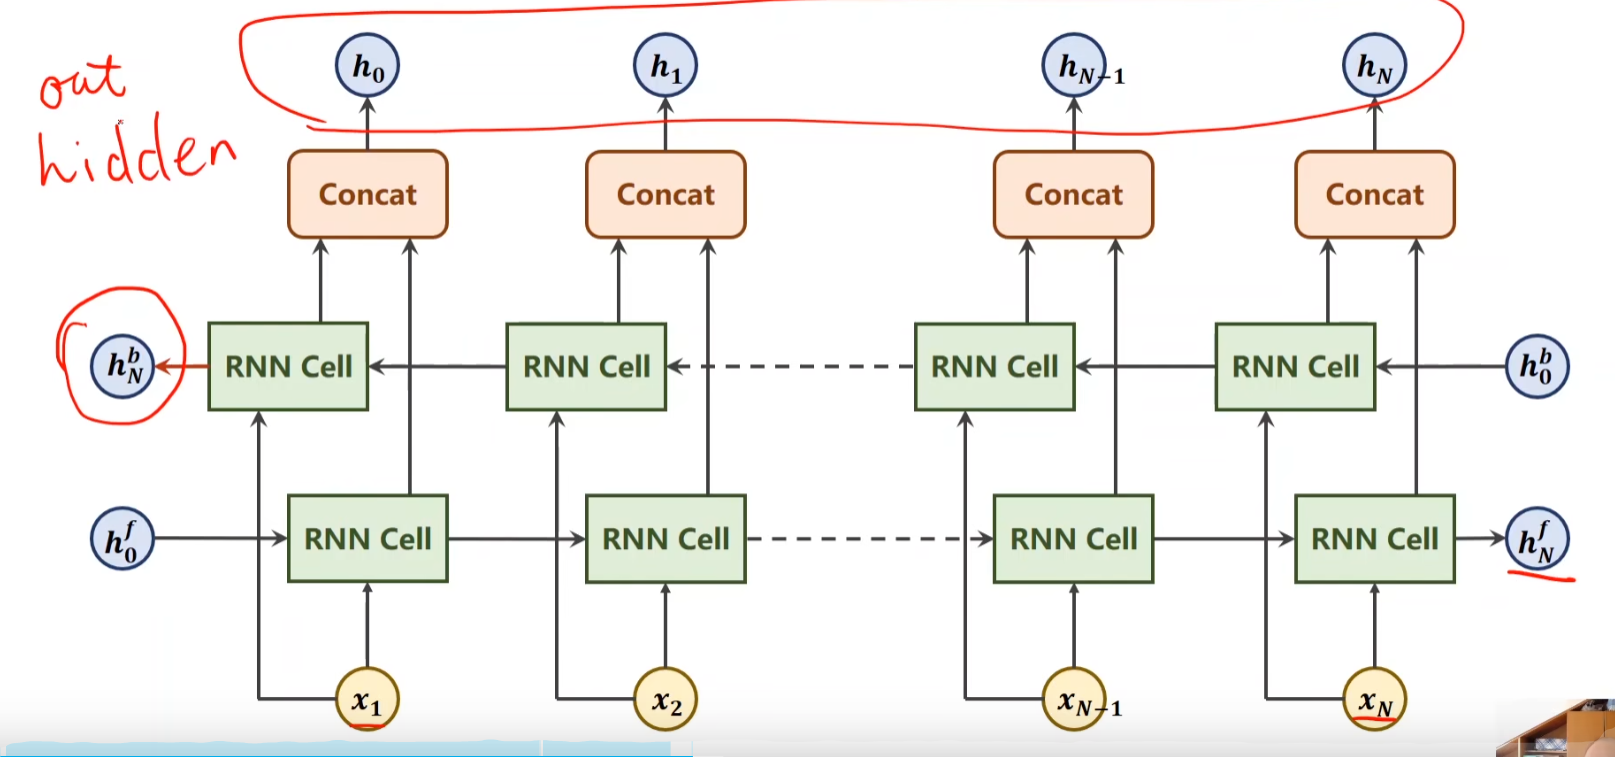 out
hidden
h_0 h_1 h_{N-1} h_N
Concat Concat Concat Concat
h_N^b RNN Cell RNN Cell RNN Cell RNN Cell h_0^b
h_0^f RNN Cell RNN Cell RNN Cell RNN Cell h_N^f
x_1 x_2 x_{N-1} x_N